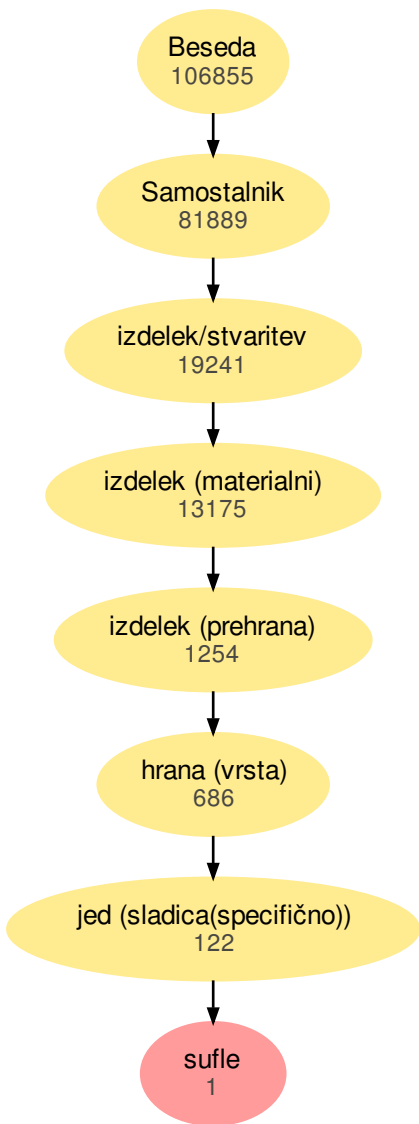 Beseda
106855
Samostalnik
81889
izdelek/stvaritev
19241
izdelek (materialni)
13175
izdelek (prehrana)
1254
hrana (vrsta)
686
jed (sladica(specifično))
122
sufle
1